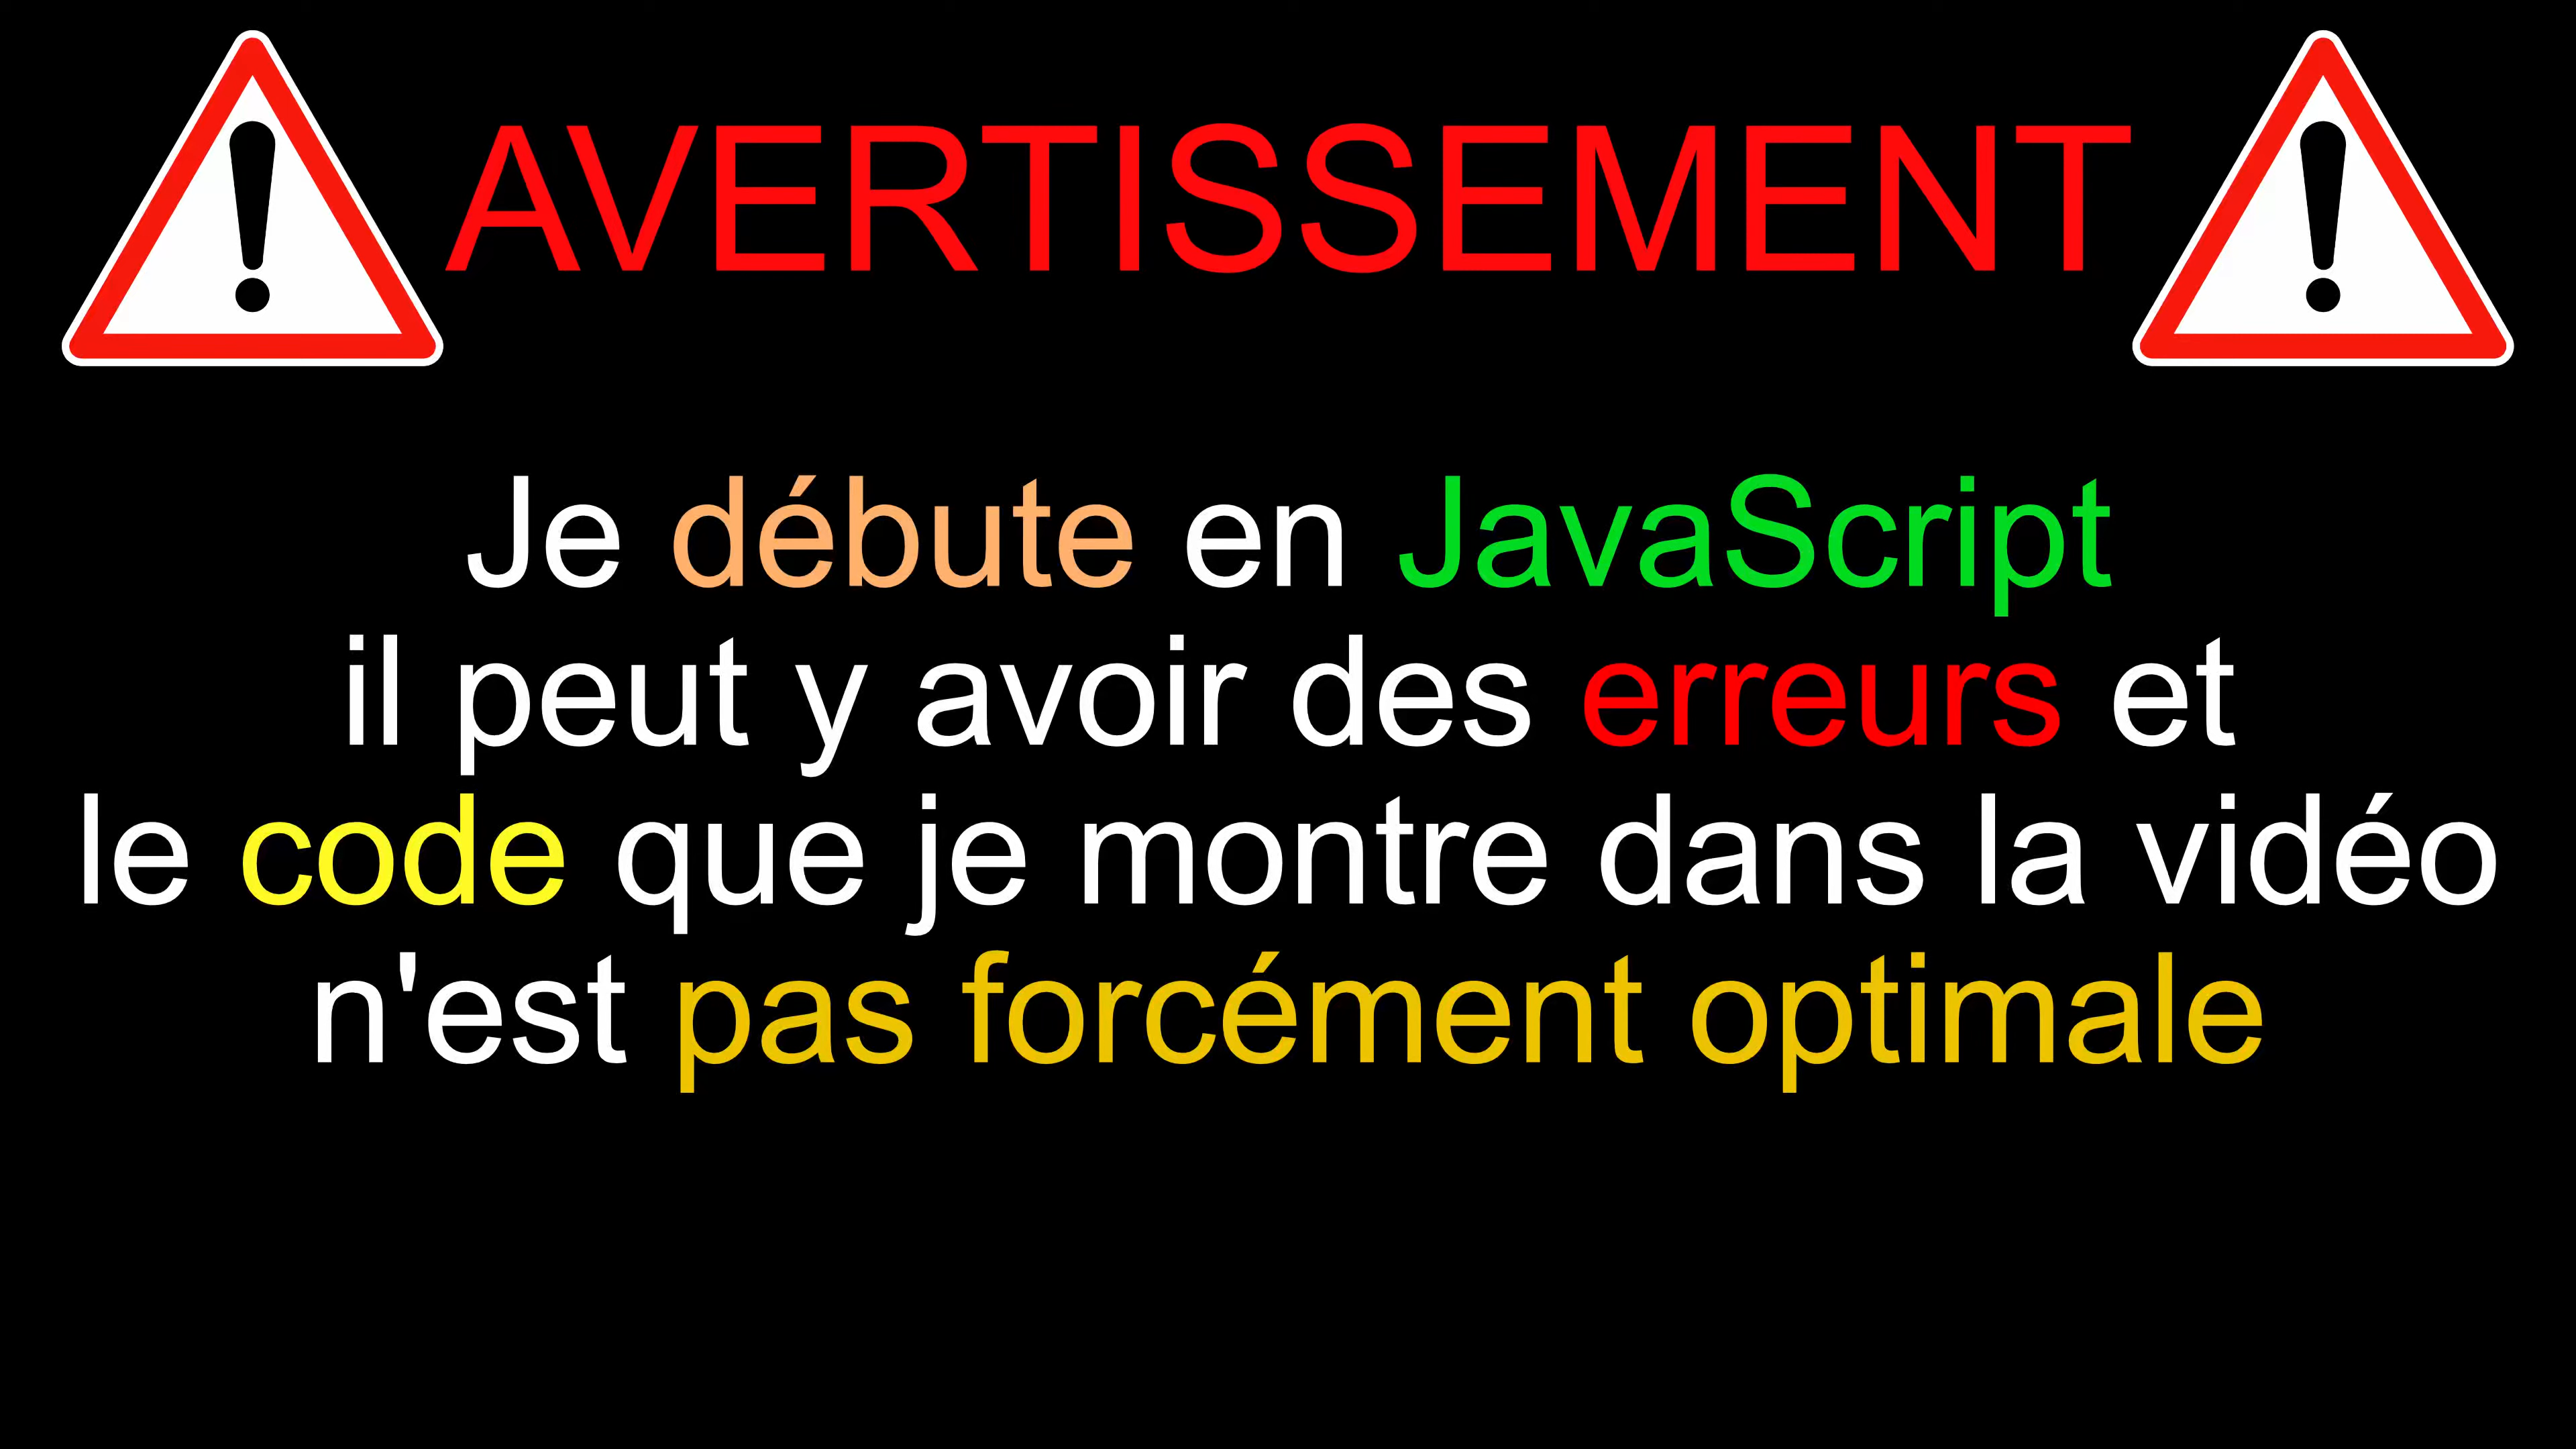 AVERTISSEMENT
Je débute en JavaScript
il peut y avoir des erreurs et
le code que je montre dans la vidéo
n'est pas forcément optimale